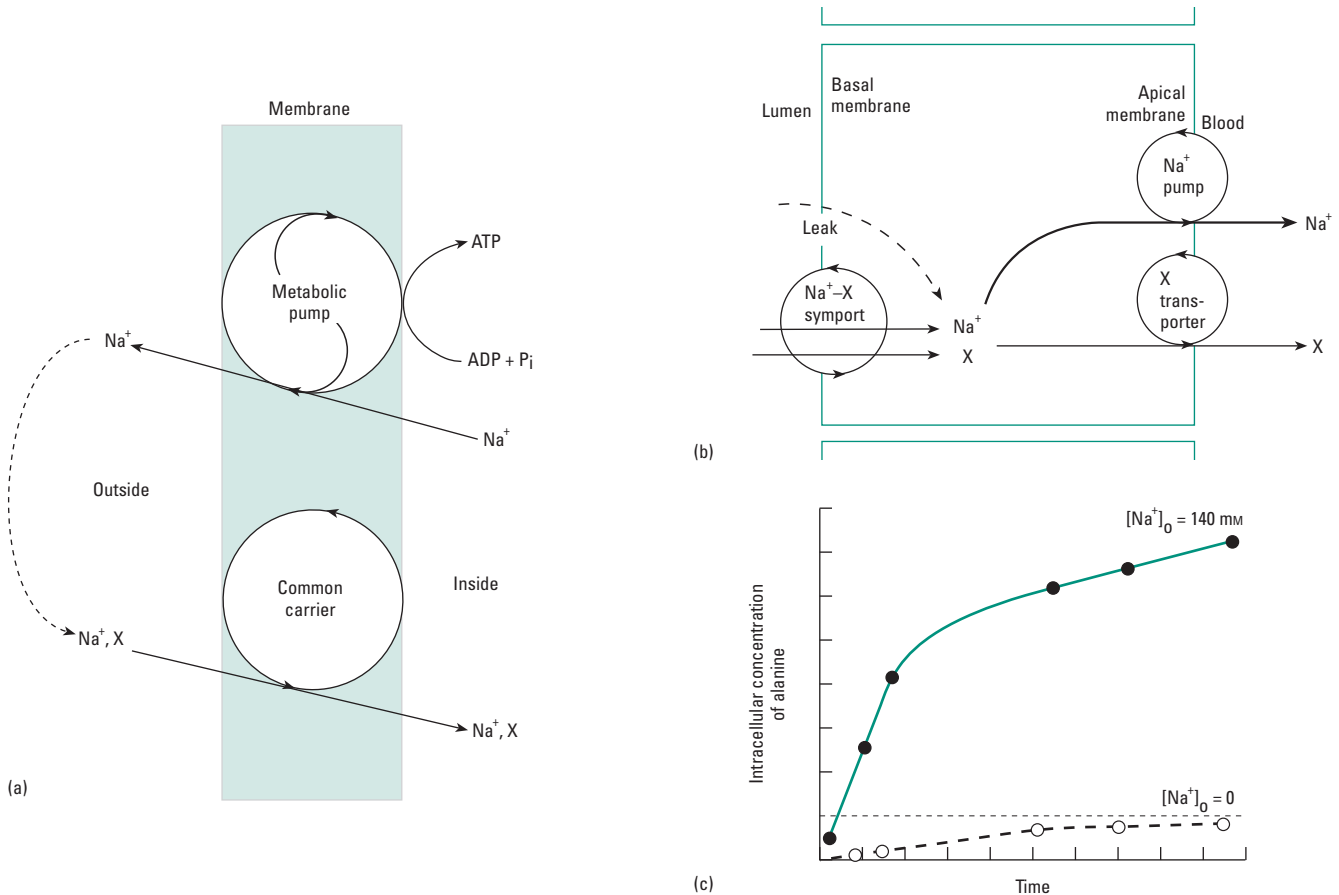 Membrane
Metabolic
pump
ATP
ADP + Pi
Na+
Na+
Outside
Common
carrier
Inside
Na+, X
Na+, X
(a)
Lumen
Basal
membrane
Apical
membrane
Blood
Na+
pump
Leak
Na+
Na+–X
symport
X
trans-
porter
Na+
X
X
(b)
[Na+]o = 140 mM
Intracellular concentration
of alanine
[Na+]o = 0
Time
(c)